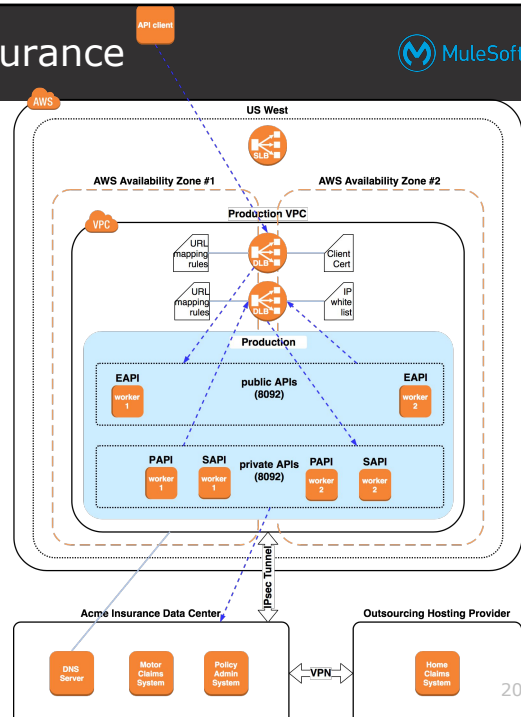 API client
urance
MuleSoft
AWS
US West
SLB
AWS Availability Zone #1
AWS Availability Zone #2
Production VPC
VPC
URL
mapping
rules
DLB
Client
Cert
URL
mapping
rules
DLB
IP
white
list
Production
EAPI
worker
1
public APIs
(8092)
EAPI
worker
2
PAPI
worker
1
SAPI
worker
1
private APIs
(8092)
PAPI
worker
2
SAPI
worker
2
IPsec Tunnel
Acme Insurance Data Center
Outsourcing Hosting Provider
DNS
Server
Motor
Claims
System
Policy
Admin
System
VPN
Home
Claims
System
20